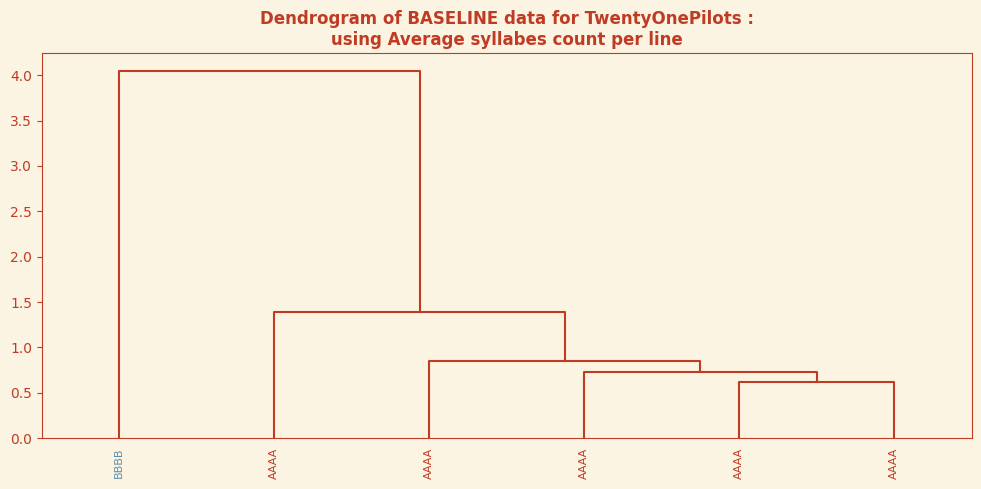 Dendrogram of BASELINE data for TwentyOnePilots :
using Average syllabes count per line
4.0
3.5
3.0
2.5
2.0
1.5
1.0
0.5
0.0
BBBB
AAAA
AAAA
AAAA
AAAA
AAAA